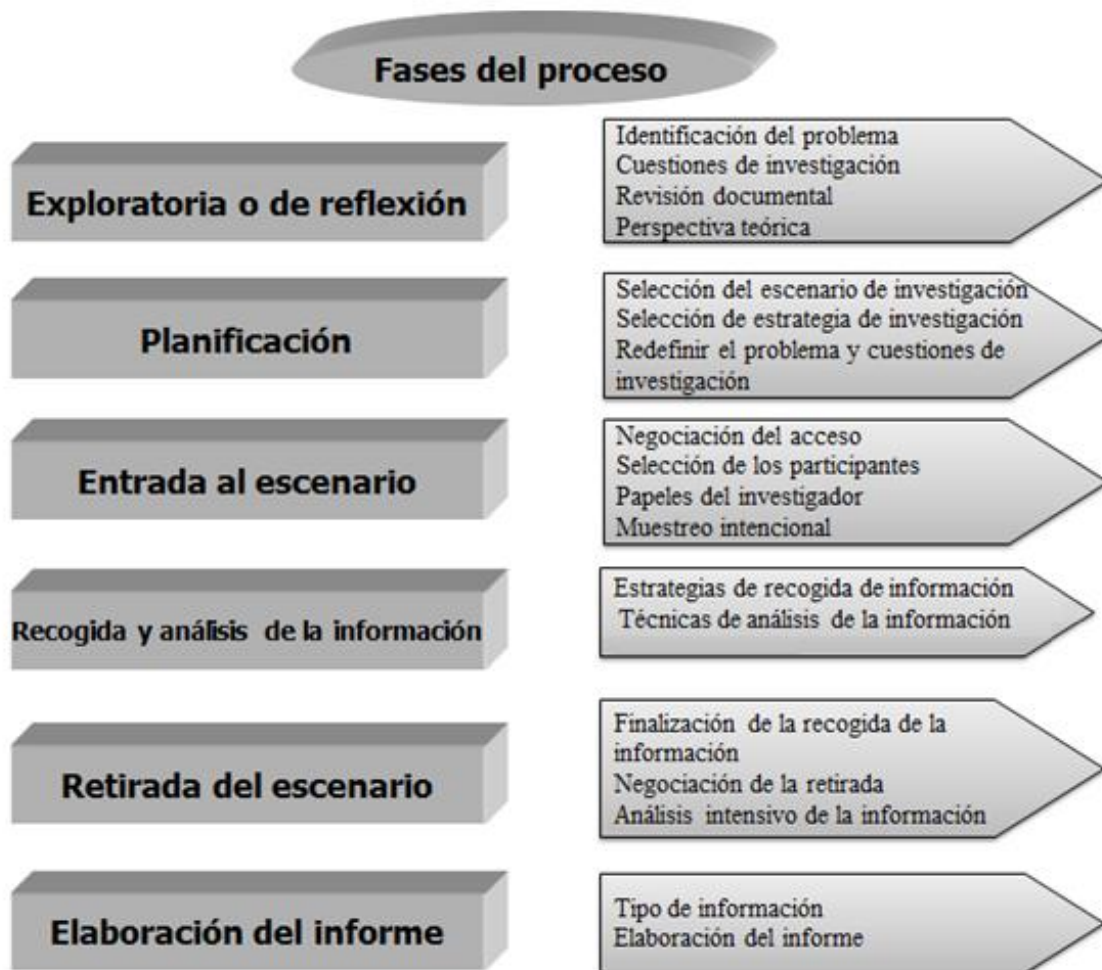 Fases del proceso
Exploratoria o de reflexión
Identificación del problema
Cuestiones de investigación
Revisión documental
Perspectiva teórica
Planificación
Selección del escenario de investigación
Selección de estrategia de investigación
Redefinir el problema y cuestiones de
investigación
Entrada al escenario
Negociación del acceso
Selección de los participantes
Papeles del investigador
Muestreo intencional
Recogida y análisis de la información
Estrategias de recogida de información
Técnicas de análisis de la información
Retirada del escenario
Finalización de la recogida de la
información
Negociación de la retirada
Análisis intensivo de la información
Elaboración del informe
Tipo de información
Elaboración del informe